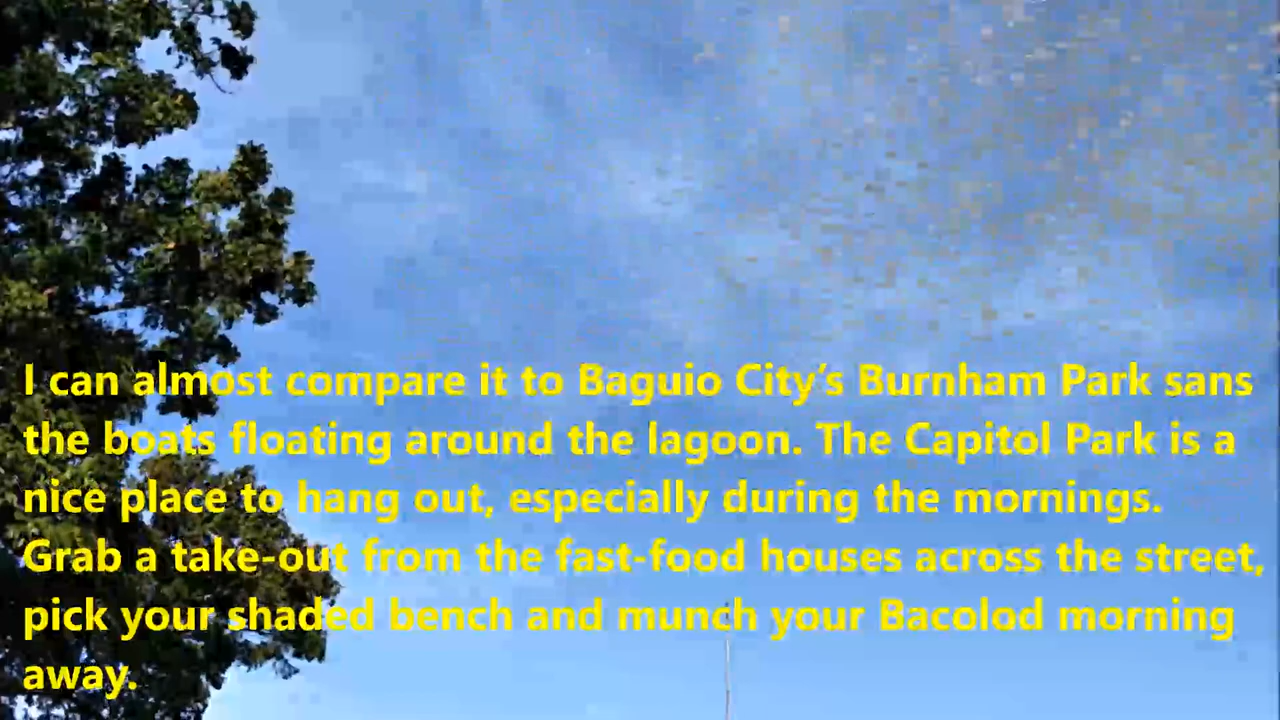 I can almost compare it to Baguio City’s Burnham Park sans
the boats floating around the lagoon. The Capitol Park is a
nice place to hang out, especially during the mornings.
Grab a take-out from the fast-food houses across the street,
pick your shaded bench and munch your Bacolod morning
away.